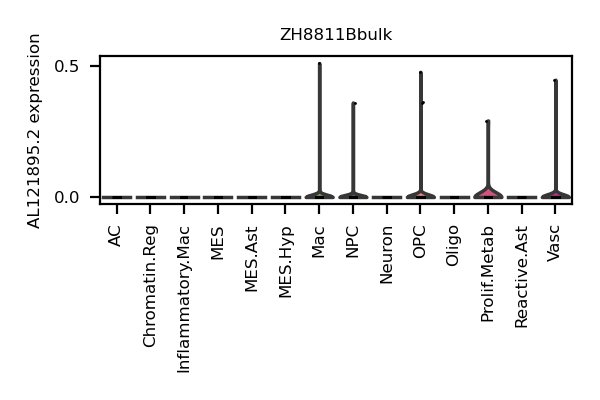 ZH8811Bbulk
AL121895.2 expression
0.5
0.0
AC
Chromatin.Reg
Inflammatory.Mac
MES
MES.Ast
MES.Hyp
Mac
NPC
Neuron
OPC
Oligo
Prolif.Metab
Reactive.Ast
Vasc